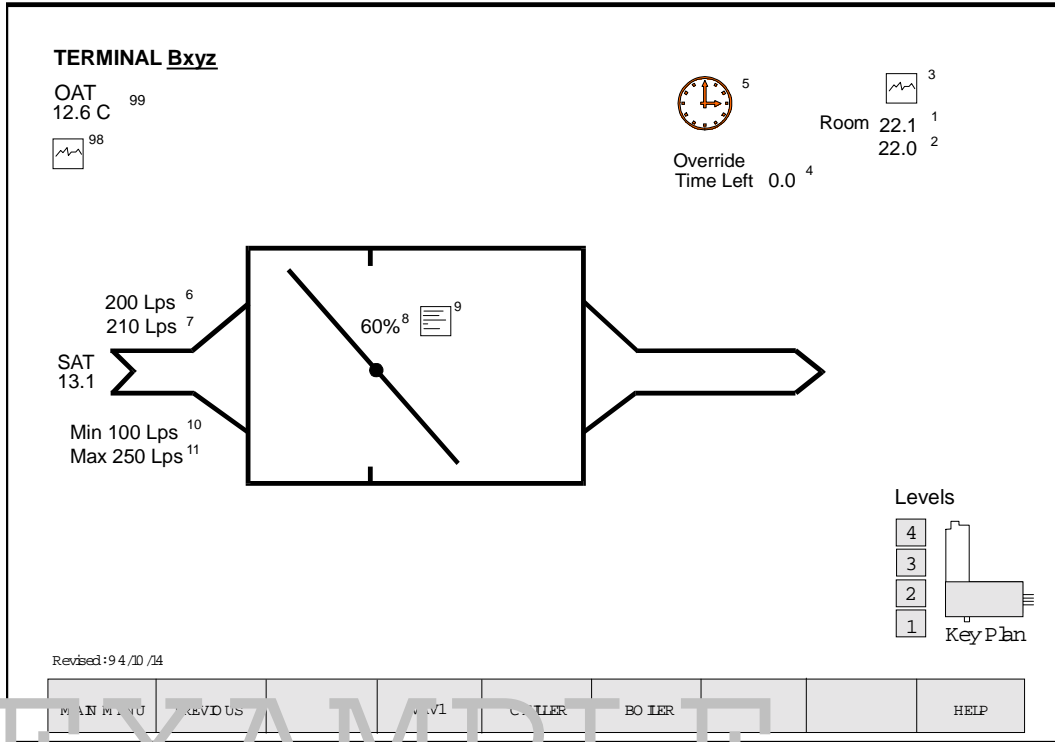 TERMINAL Bxyz
OAT
12.6 C 99
98
5
3
Room 22.1 1
22.0 2
Override
Time Left 0.0 4
200 Lps 6
210 Lps 7
60% 8 9
SAT
13.1
Min 100 Lps 10
Max 250 Lps 11
Levels
4
3
2
1
Key Plan
Revised:94/10/14
MAIN MENU PREVIOUS CHILLER BOILER HELP
EXAMPLE